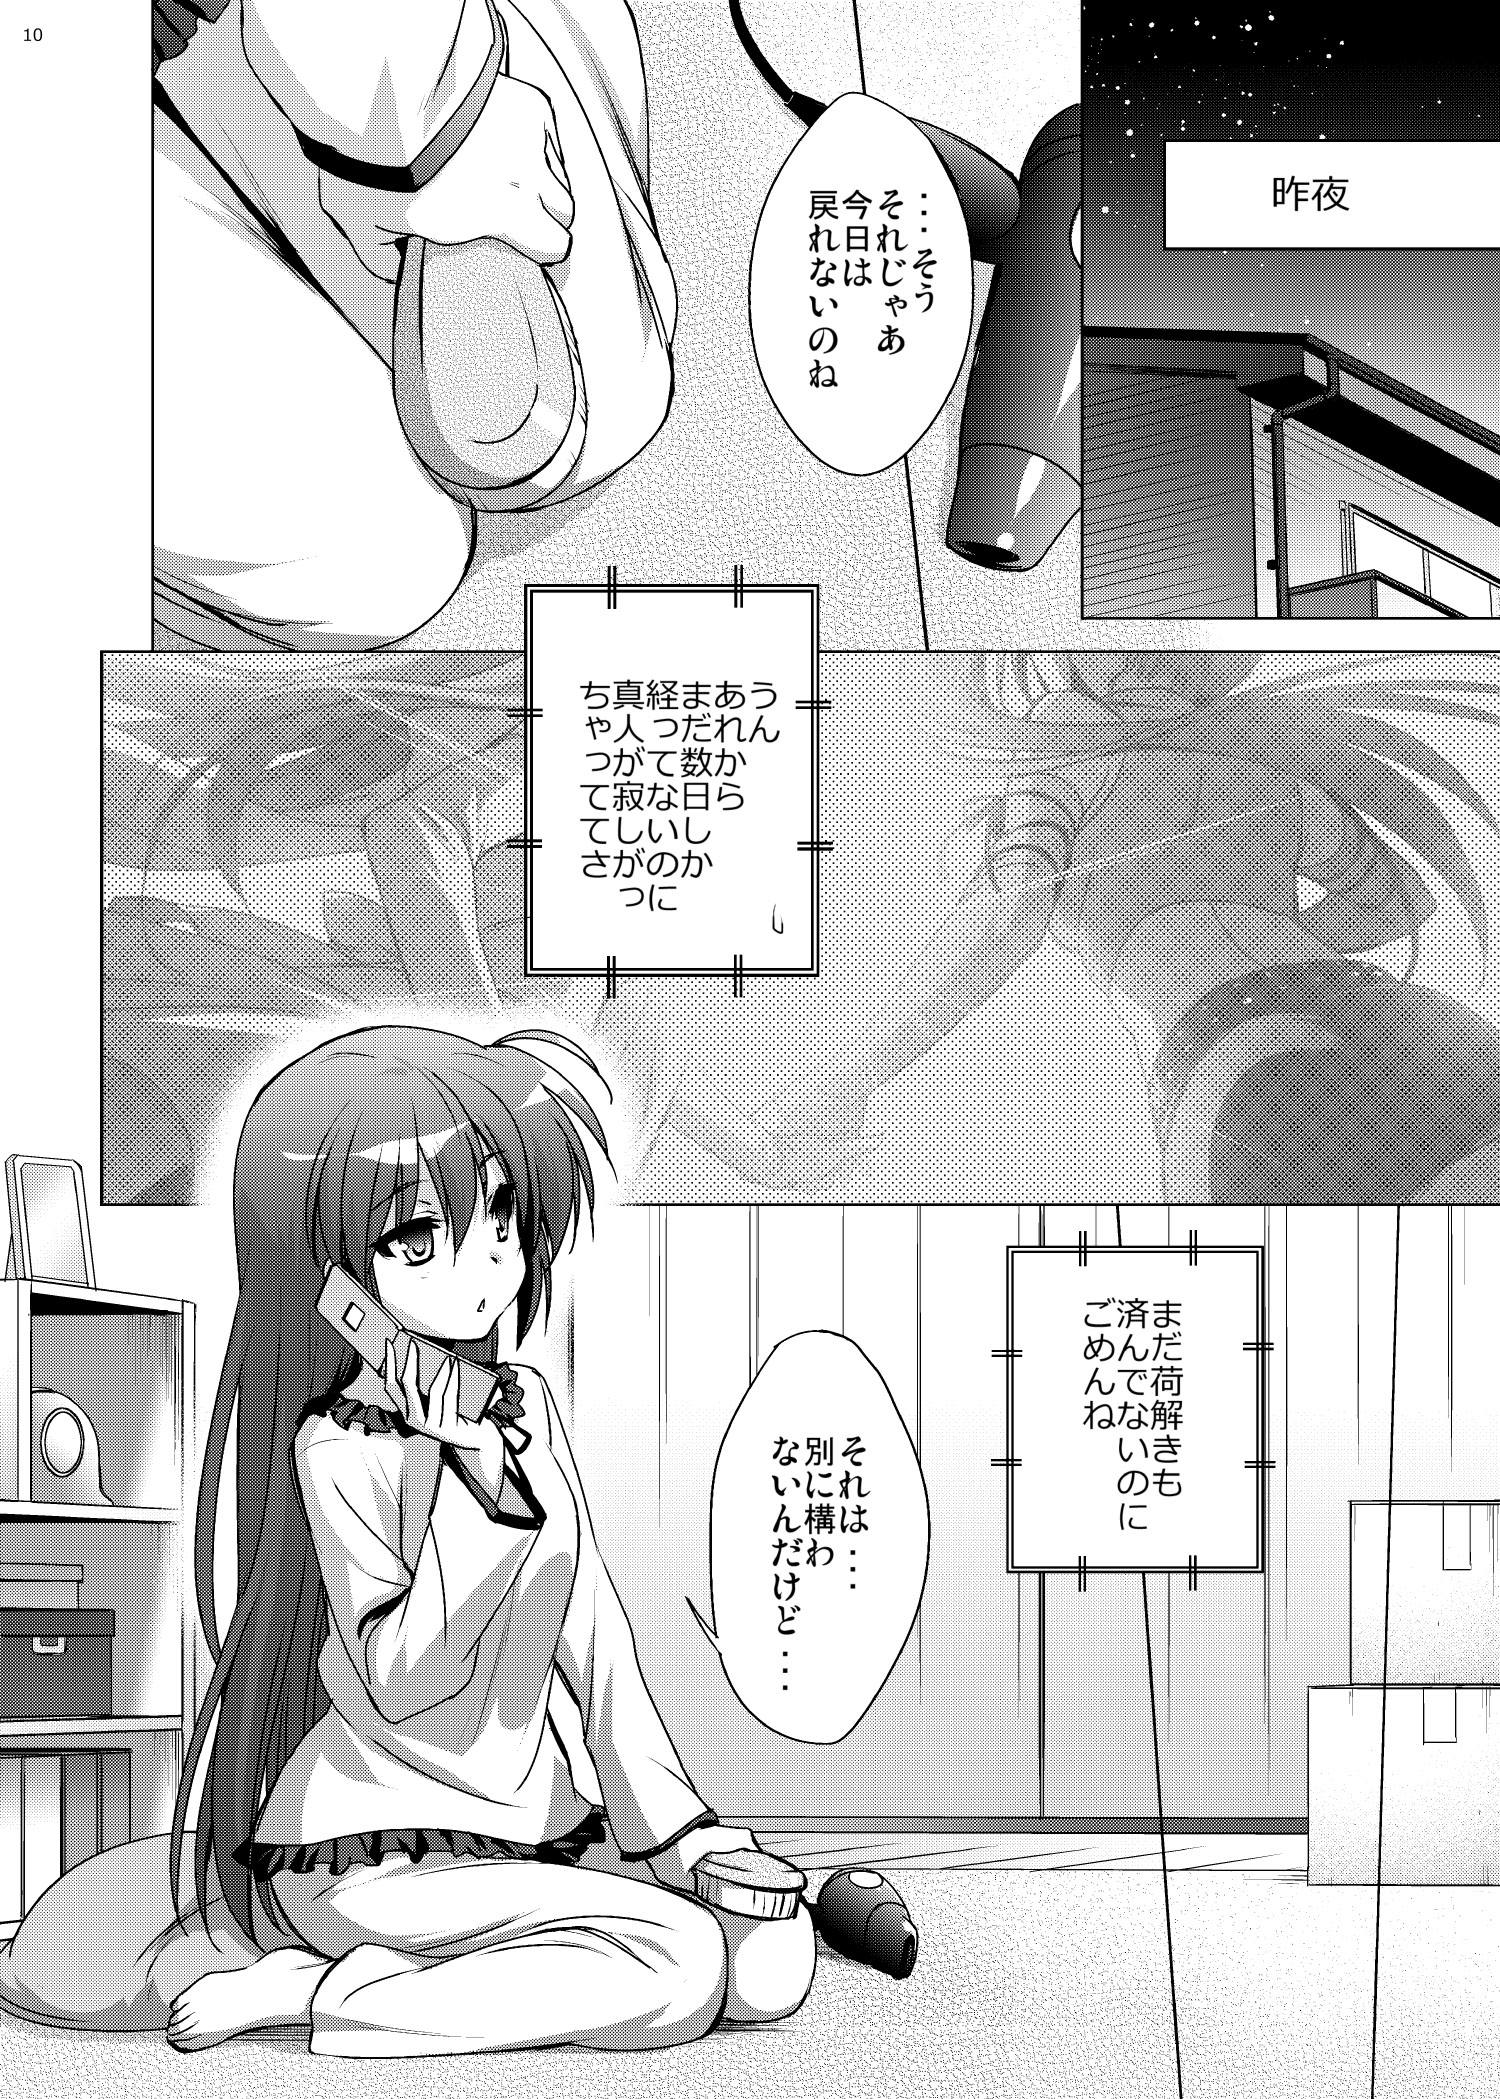 10
昨夜
・・・そう
それじゃあ
今日は
戻れないのね
うん
あれから
まだ数日しか
経ってないのに
真人が寂しがっ
ちゃっててさ
まだ荷解きも
済んでないのに
ごめんね
それは・・・
別に構わ
ないんだけど・・・